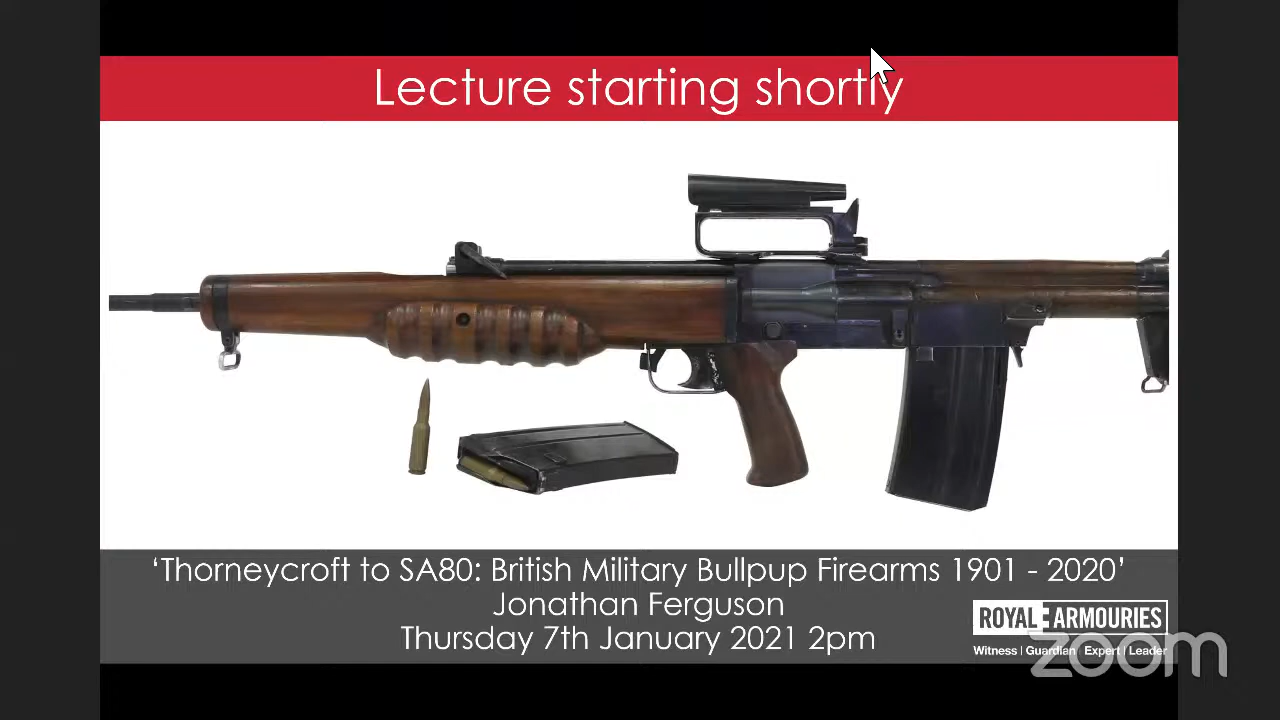 Lecture starting shortly
‘Thorneycroft to SA80: British Military Bullpup Firearms 1901 - 2020’
Jonathan Ferguson
Thursday 7th January 2021 2pm
ROYAL ARMOURIES
Witness | Guardian | Expert | Leader
zoom